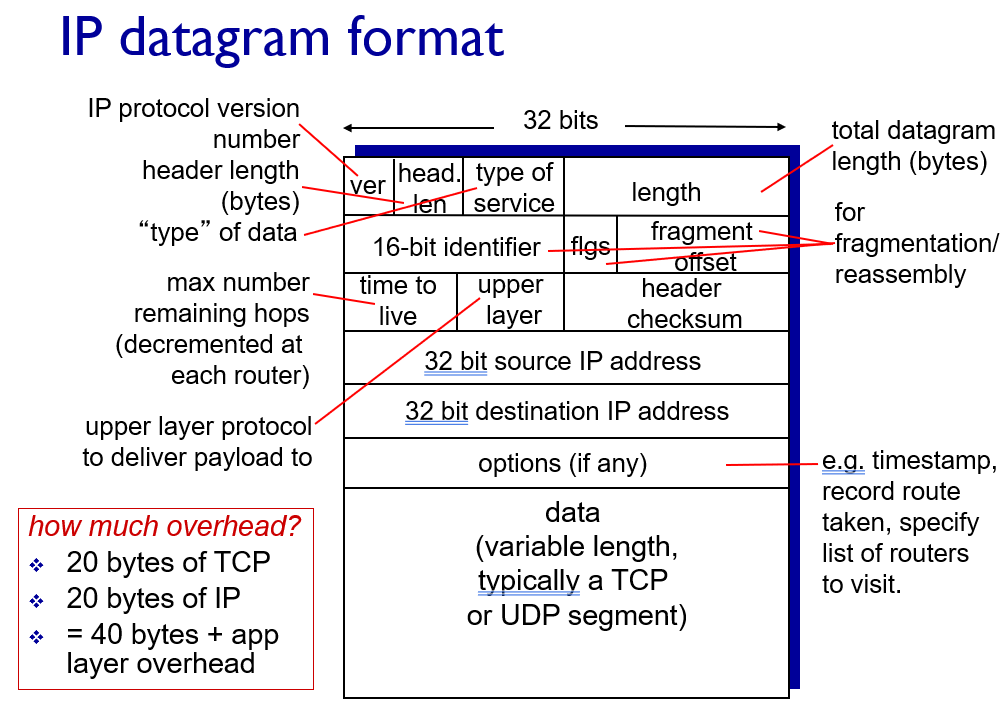 IP datagram format
IP protocol version
number
header length
(bytes)
“type” of data
max number
remaining hops
(decremented at
each router)
upper layer protocol
to deliver payload to
how much overhead?
20 bytes of TCP
20 bytes of IP
= 40 bytes + app
layer overhead
32 bits
ver
head.
len
type of
service
length
16-bit identifier
flgs
fragment
offset
time to
live
upper
layer
header
checksum
32 bit source IP address
32 bit destination IP address
options (if any)
data
(variable length,
typically a TCP
or UDP segment)
total datagram
length (bytes)
for
fragmentation/
reassembly
e.g. timestamp,
record route
taken, specify
list of routers
to visit.